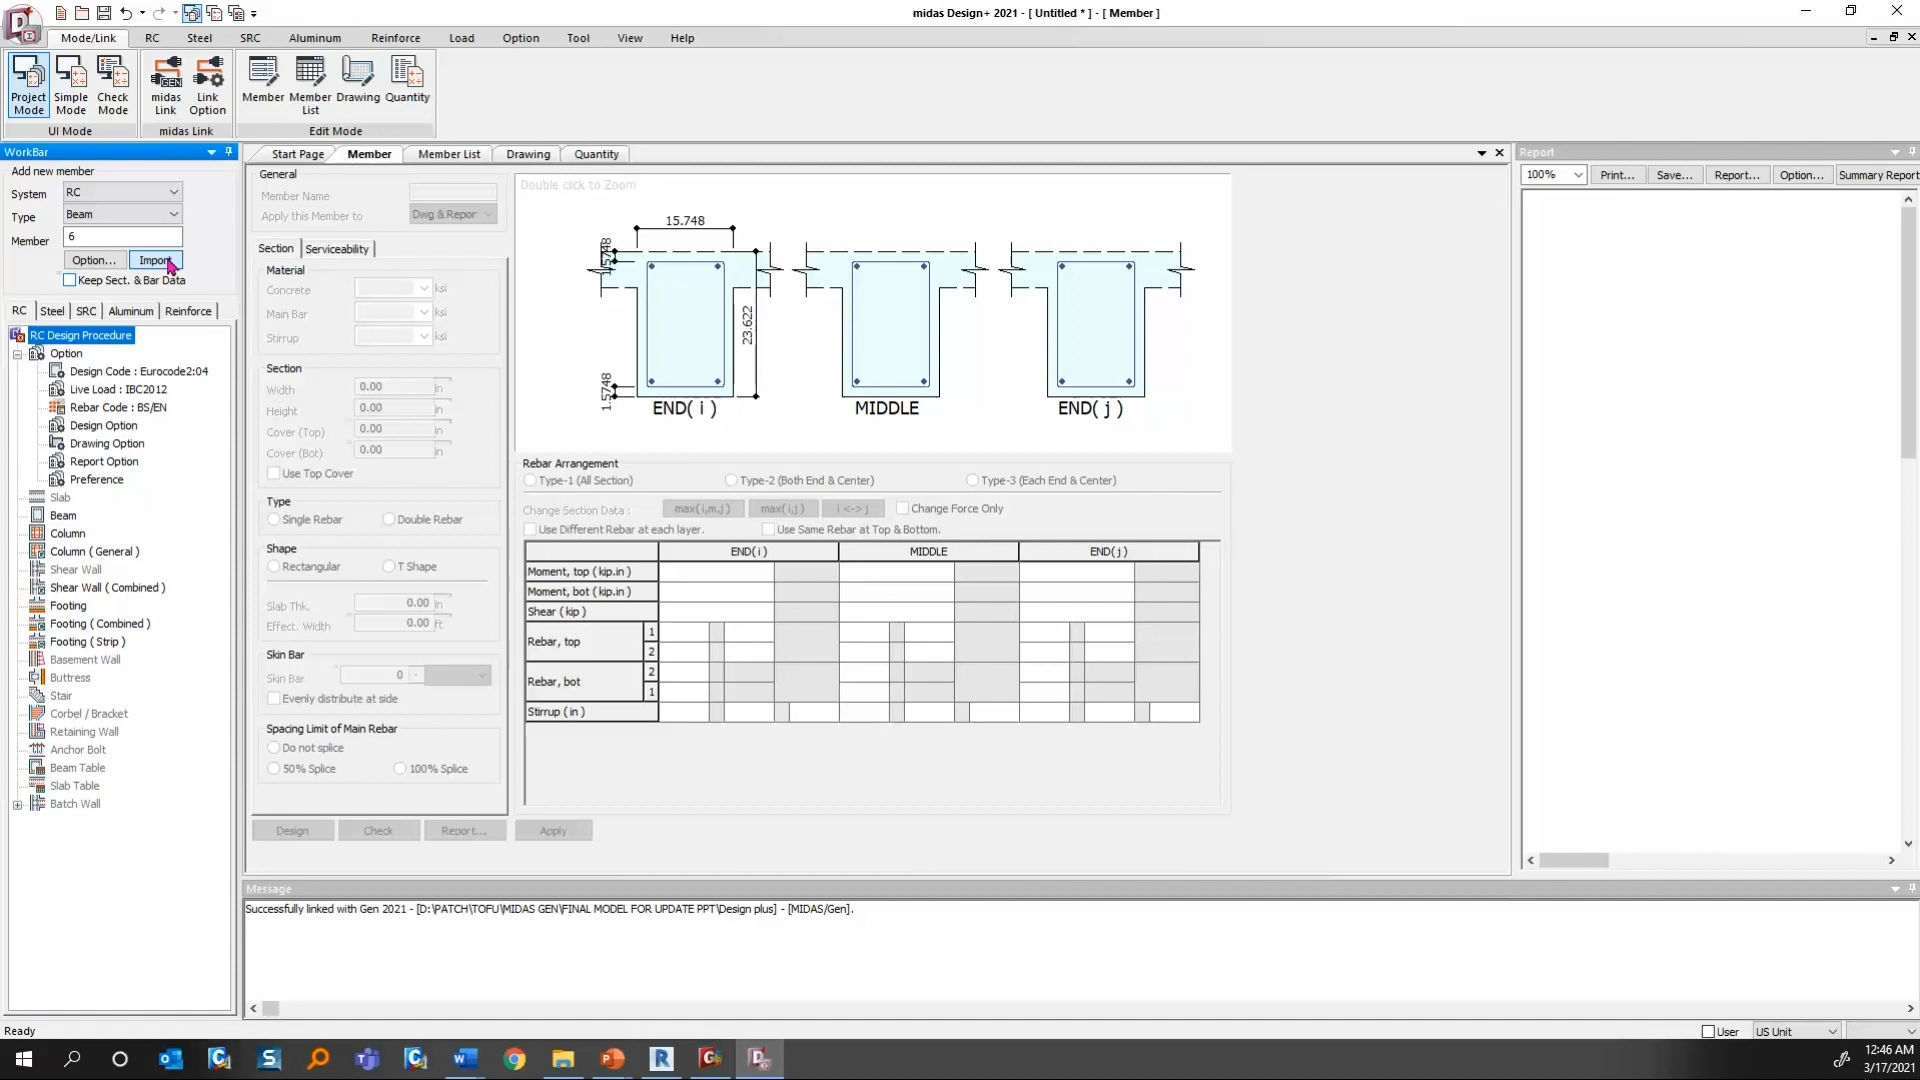 midas Design+ 2021 - [ Untitled * ] - [ Member ]
Mode/Link RC Steel SRC Aluminum Reinforce Load Option Tool View Help
Project Mode Simple Mode Check Mode midas Link Link Option Member Member List Drawing Quantity
UI Mode midas Link Edit Mode
WorkBar
Add new member
System RC
Type Beam
Member 6
Option... Import
Keep Sect. & Bar Data
RC Steel SRC Aluminum Reinforce
RC Design Procedure
Option
Design Code : Eurocode2:04
Live Load : IBC2012
Rebar Code : BS/EN
Design Option
Drawing Option
Report Option
Preference
Slab
Beam
Column
Column ( General )
Shear Wall
Shear Wall ( Combined )
Footing
Footing ( Combined )
Footing ( Strip )
Basement Wall
Buttress
Stair
Corbel / Bracket
Retaining Wall
Anchor Bolt
Beam Table
Slab Table
Batch Wall
Start Page Member Member List Drawing Quantity
General
Member Name
Apply this Member to Dwg & Repor
Section Serviceability
Material
Concrete ksi
Main Bar ksi
Stirrup ksi
Section
Width 0.00 in
Height 0.00 in
Cover (Top) 0.00 in
Cover (Bot) 0.00 in
Use Top Cover
Type
Single Rebar Double Rebar
Shape
Rectangular T Shape
Slab Thk. 0.00 in
Effect. Width 0.00 ft
Skin Bar
Skin Bar 0 -
Evenly distribute at side
Spacing Limit of Main Rebar
Do not splice
50% Splice 100% Splice
Design Check Report... Apply
Double click to Zoom
15.748
1.5748
23.622
1.5748
END( i ) MIDDLE END( j )
Rebar Arrangement
Type-1 (All Section) Type-2 (Both End & Center) Type-3 (Each End & Center)
Change Section Data : max(i,m,j) max(i,j) i <-> j Change Force Only
Use Different Rebar at each layer. Use Same Rebar at Top & Bottom.
END( i ) MIDDLE END( j )
Moment, top ( kip.in )
Moment, bot ( kip.in )
Shear ( kip )
Rebar, top 1
2
Rebar, bot 2
1
Stirrup ( in )
Report
100% Print... Save... Report... Option... Summary Report
Message
Successfully linked with Gen 2021 - [D:\PATCH\TOFU\MIDAS GEN\FINAL MODEL FOR UPDATE PPT\Design plus] - [MIDAS/Gen].
Ready
User US Unit
12:46 AM
3/17/2021